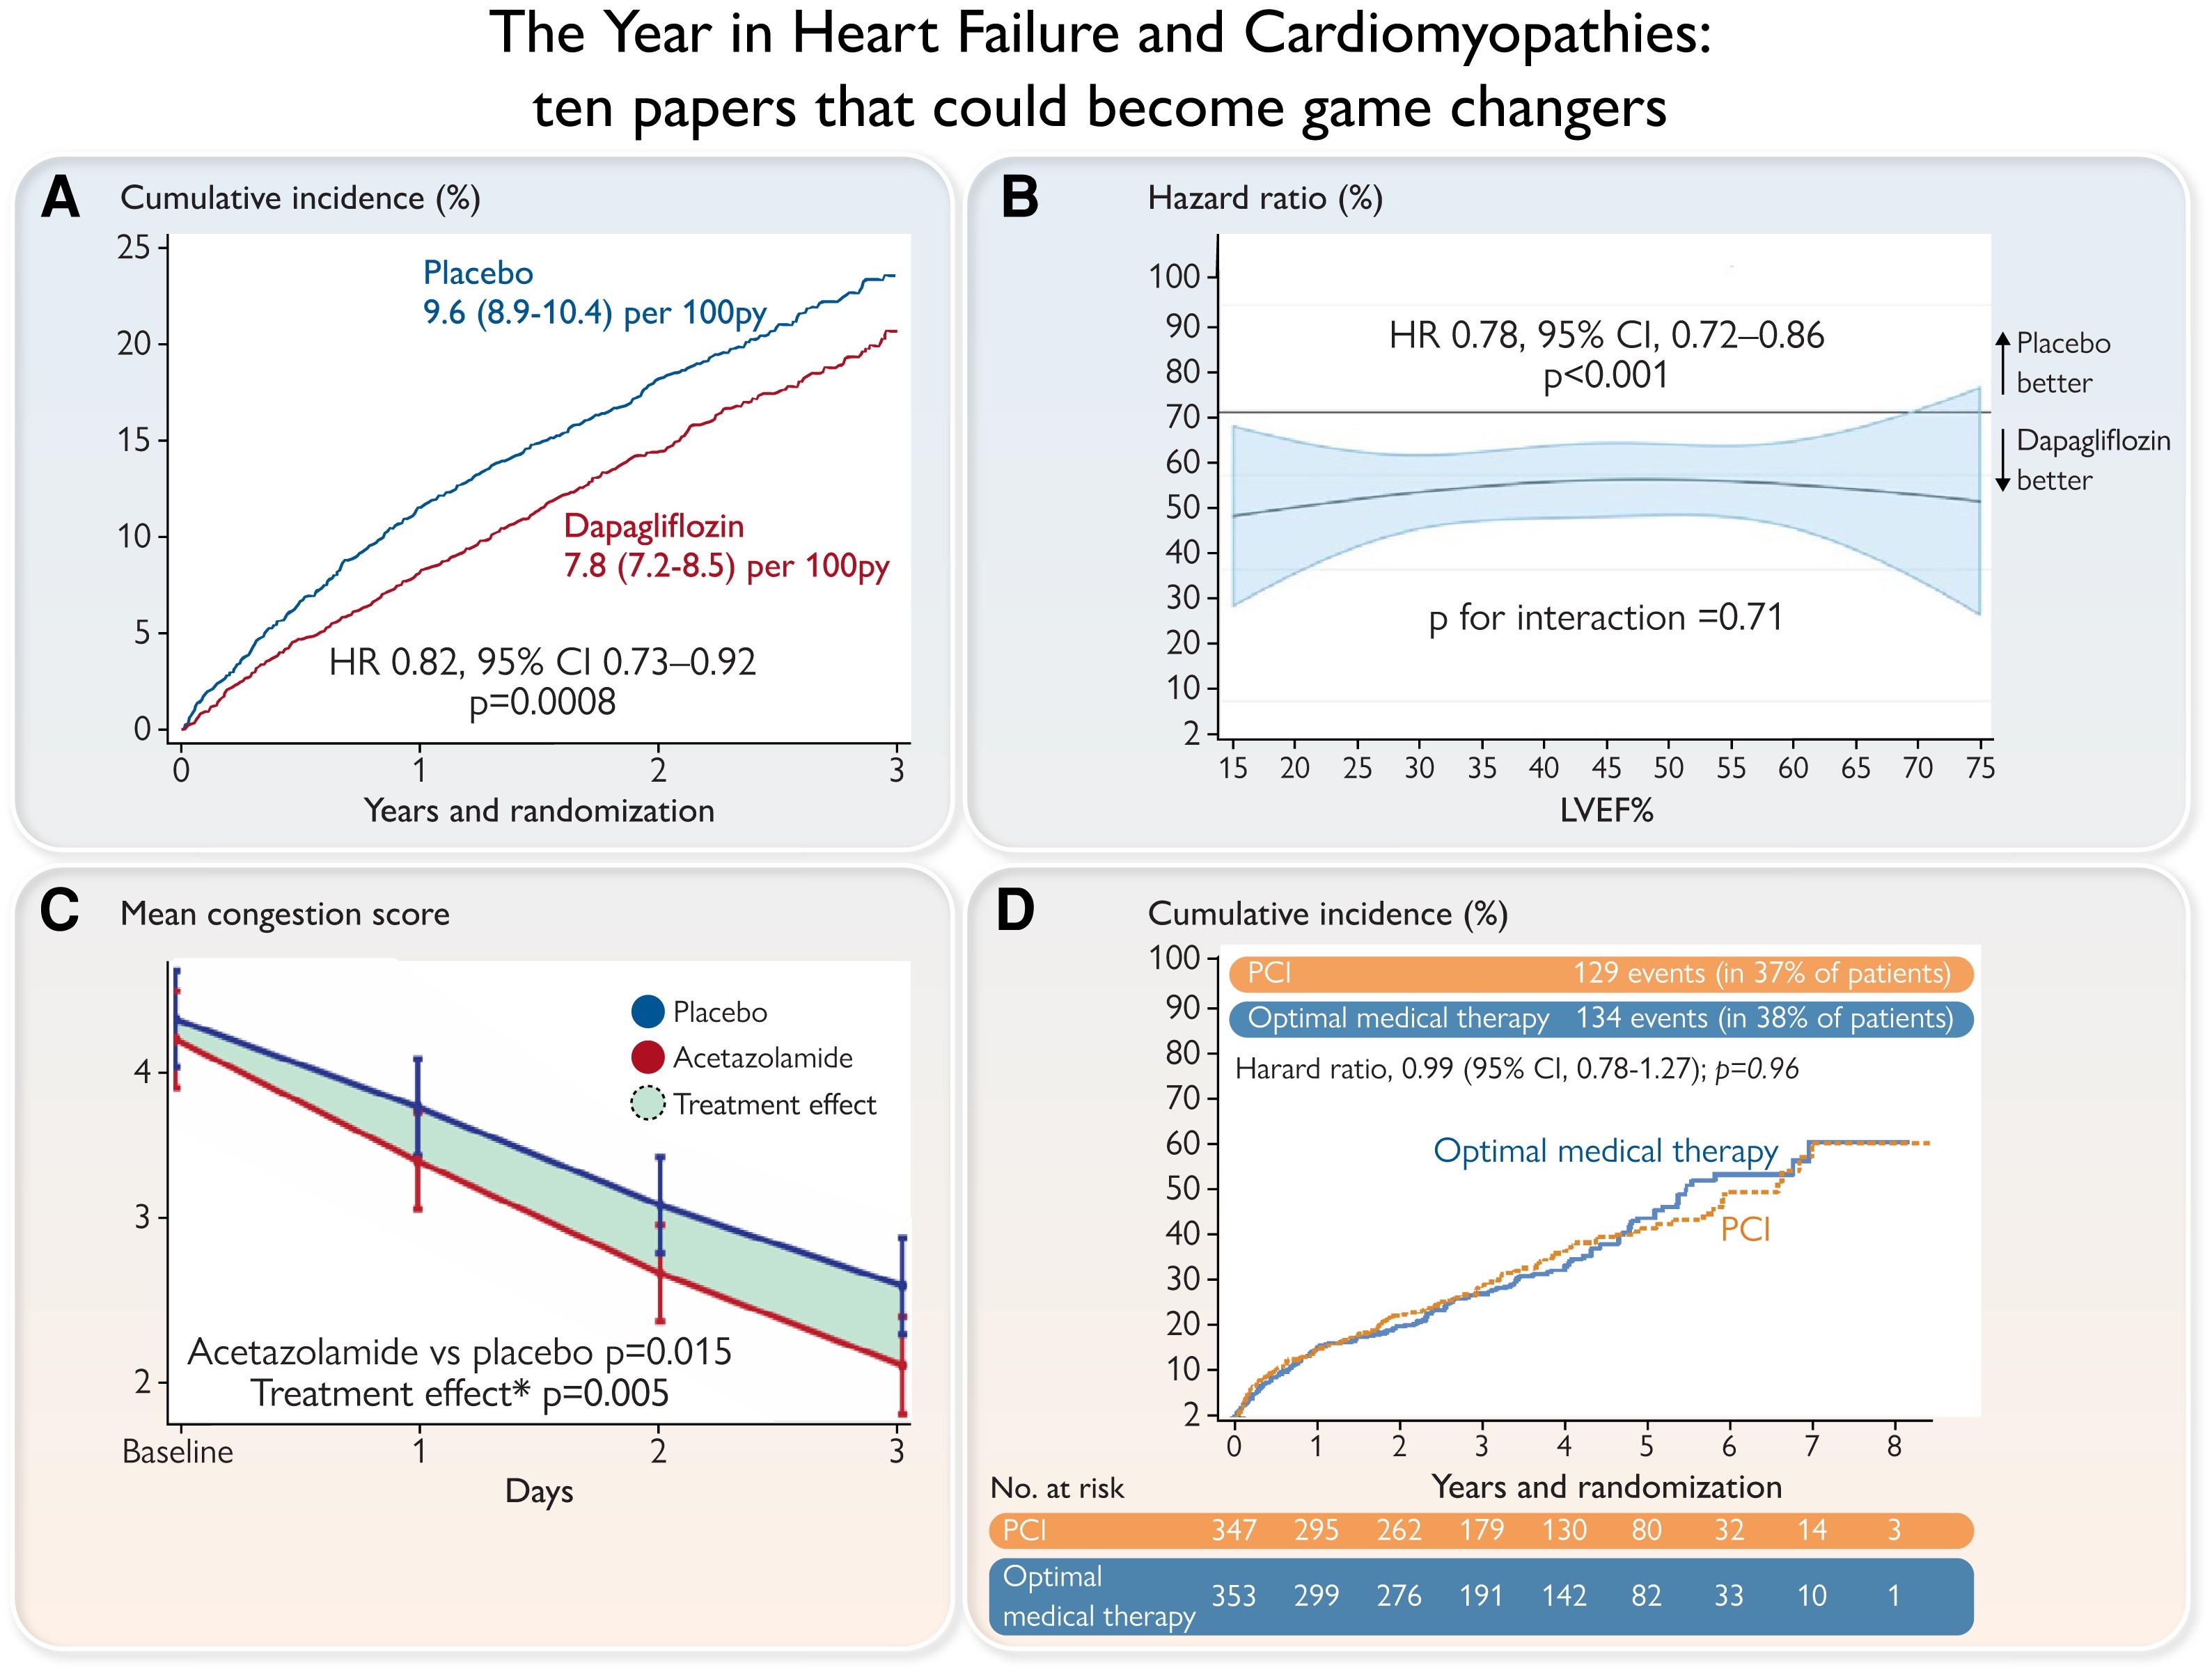 The Year in Heart Failure and Cardiomyopathies:
ten papers that could become game changers
A
Cumulative incidence (%)
25
20
15
10
5
0
Placebo
9.6 (8.9-10.4) per 100py
Dapagliflozin
7.8 (7.2-8.5) per 100py
HR 0.82, 95% CI 0.73–0.92
p=0.0008
0 1 2 3
Years and randomization
B
Hazard ratio (%)
100
90
80
70
60
50
40
30
20
10
2
HR 0.78, 95% CI, 0.72–0.86
p<0.001
Placebo
better
Dapagliflozin
better
p for interaction =0.71
15 20 25 30 35 40 45 50 55 60 65 70 75
LVEF%
C
Mean congestion score
4
3
2
Placebo
Acetazolamide
Treatment effect
Acetazolamide vs placebo p=0.015
Treatment effect* p=0.005
Baseline 1 2 3
Days
D
Cumulative incidence (%)
100
90
80
70
60
50
40
30
20
10
2
PCI 129 events (in 37% of patients)
Optimal medical therapy 134 events (in 38% of patients)
Harard ratio, 0.99 (95% CI, 0.78-1.27); p=0.96
Optimal medical therapy
PCI
0 1 2 3 4 5 6 7 8
Years and randomization
No. at risk
PCI 347 295 262 179 130 80 32 14 3
Optimal
medical therapy 353 299 276 191 142 82 33 10 1